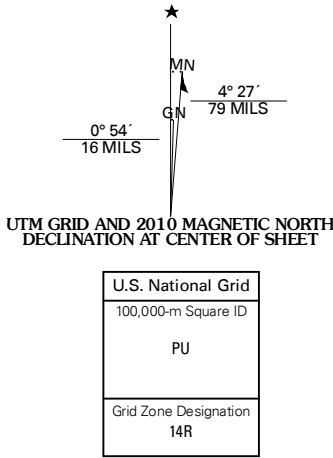 MN
4° 27´
79 MILS
GN
0° 54´
16 MILS
UTM GRID AND 2010 MAGNETIC NORTH
DECLINATION AT CENTER OF SHEET
U.S. National Grid
100,000-m Square ID
PU
Grid Zone Designation
14R